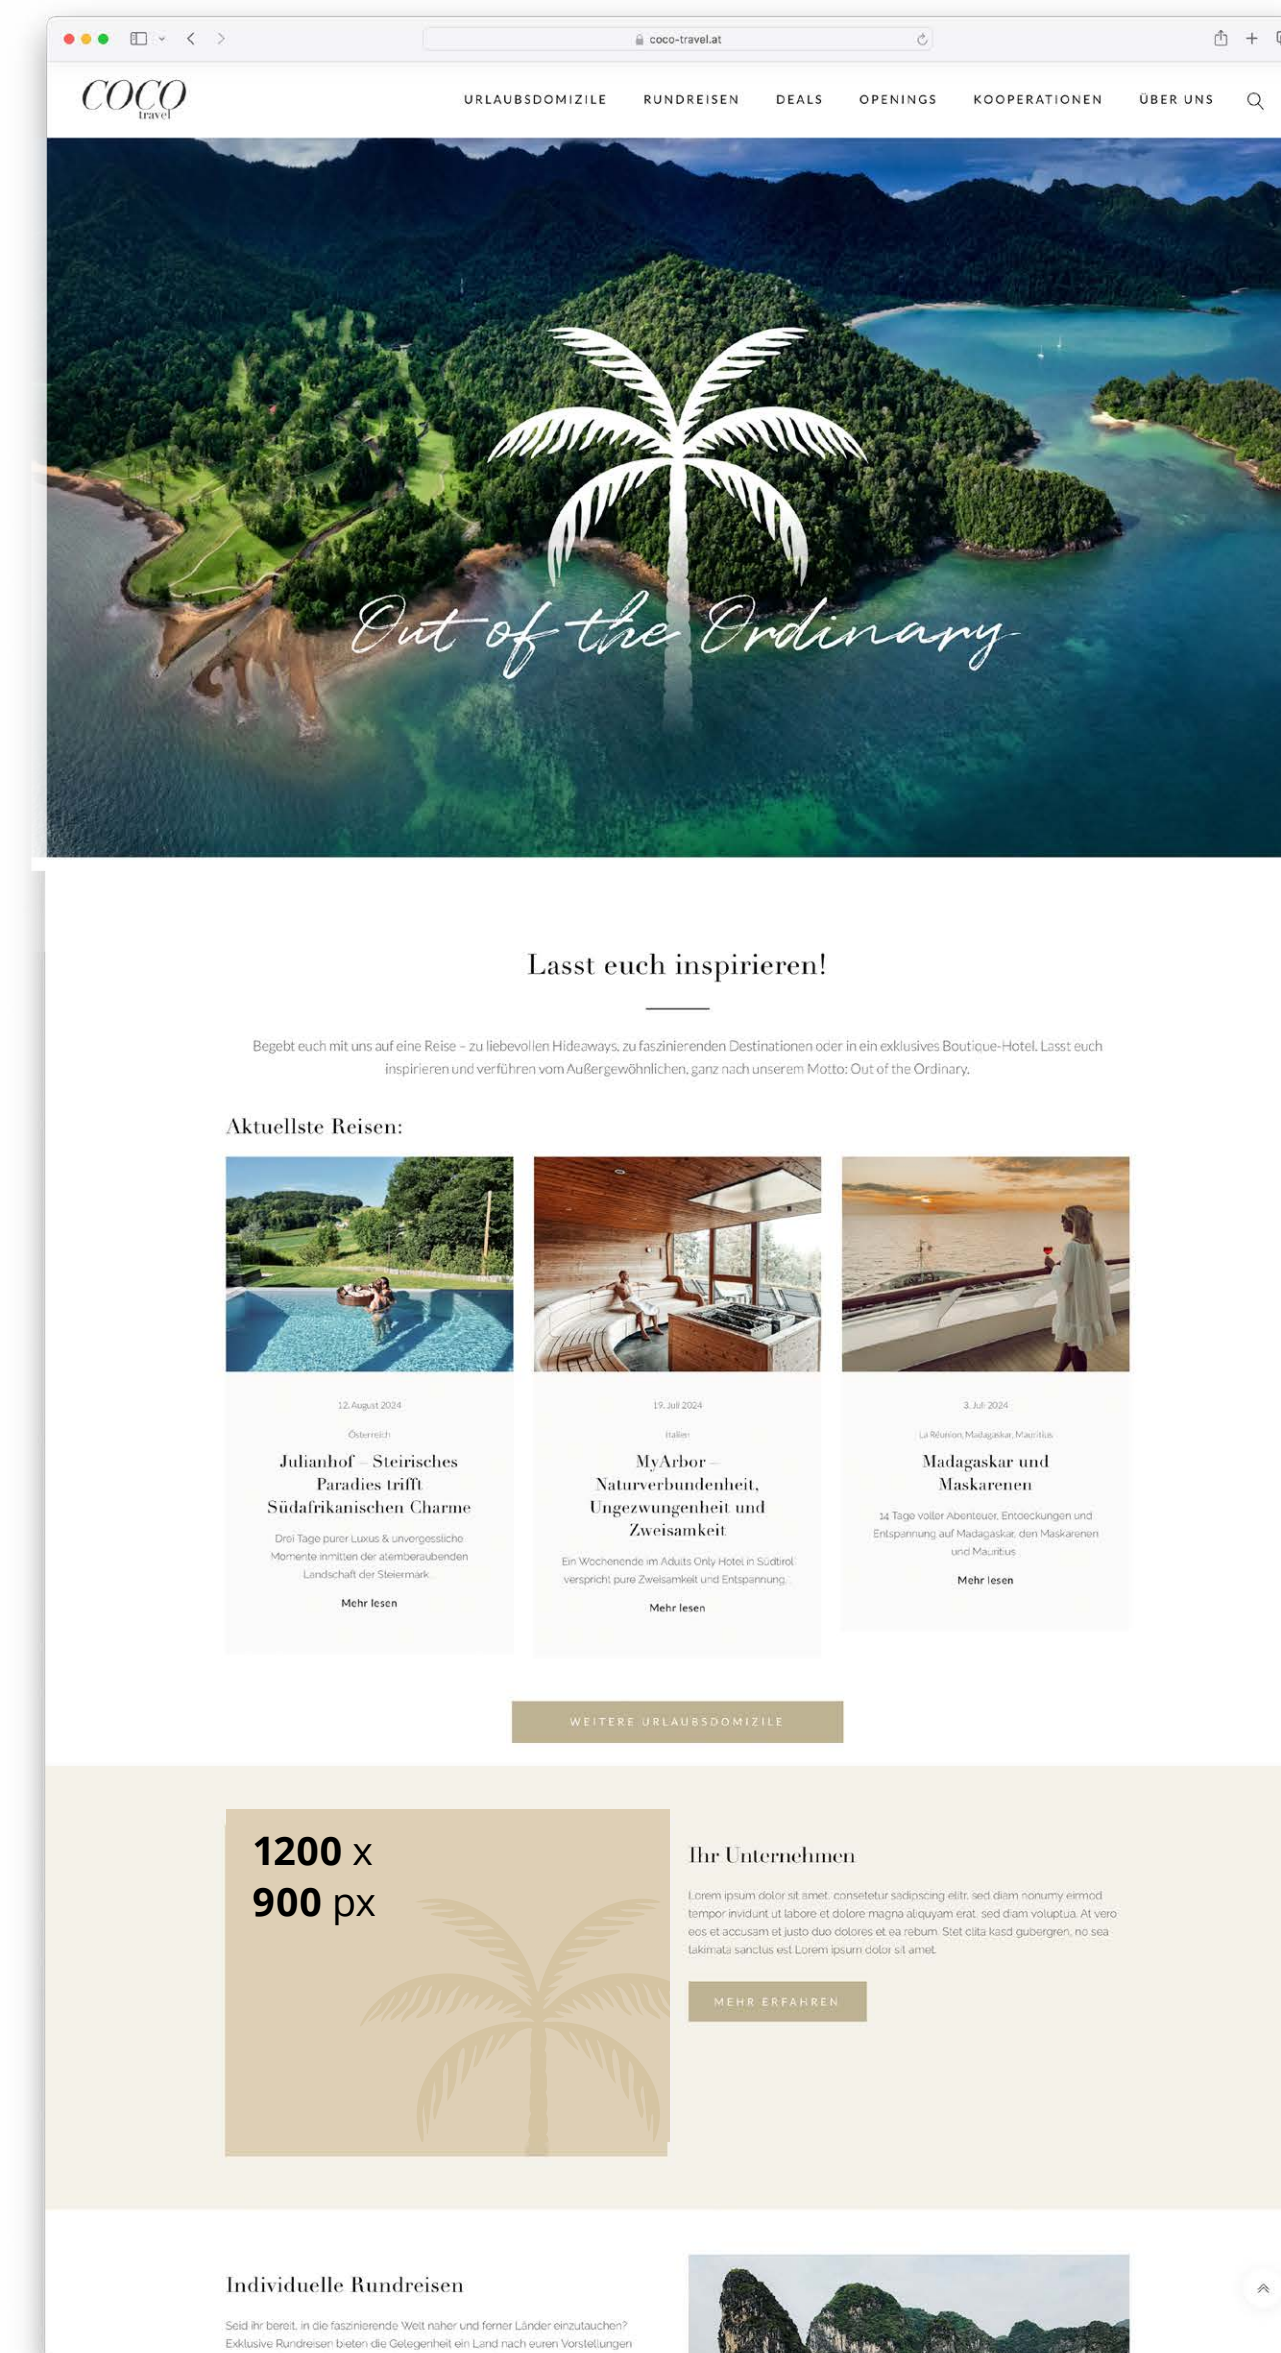 coco-travel.at
COCO
travel
URLAUBSDOMIZILE RUNDREISEN DEALS OPENINGS KOOPERATIONEN ÜBER UNS
Out of the Ordinary
Lasst euch inspirieren!
Begebt euch mit uns auf eine Reise – zu liebevollen Hideaways, zu faszinierenden Destinationen oder in ein exklusives Boutique-Hotel. Lasst euch
inspirieren und verführen vom Außergewöhnlichen, ganz nach unserem Motto: Out of the Ordinary.
Aktuellste Reisen:
12. August 2024
Österreich
Julianhof – Steirisches
Paradies trifft
Südafrikanischen Charme
Drei Tage purer Luxus & unvergessliche
Momente inmitten der atemberaubenden
Landschaft der Steiermark
Mehr lesen
19. Juli 2024
Italien
MyArbor –
Naturverbundenheit,
Ungezwungenheit und
Zweisamkeit
Ein Wochenende im Adults Only Hotel in Südtirol
verspricht pure Zweisamkeit und Entspannung.
Mehr lesen
3. Juli 2024
La Réunion, Madagaskar, Mauritius
Madagaskar und
Maskarenen
14 Tage voller Abenteuer, Entdeckungen und
Entspannung auf Madagaskar, den Maskarenen
und Mauritius
Mehr lesen
WEITERE URLAUBSDOMIZILE
1200 x
900 px
Ihr Unternehmen
Lorem ipsum dolor sit amet, consetetur sadipscing elitr, sed diam nonumy eirmod
tempor invidunt ut labore et dolore magna aliquyam erat, sed diam voluptua. At vero
eos et accusam et justo duo dolores et ea rebum. Stet clita kasd gubergren, no sea
takimata sanctus est Lorem ipsum dolor sit amet.
MEHR ERFAHREN
Individuelle Rundreisen
Seid ihr bereit, in die faszinierende Welt naher und ferner Länder einzutauchen?
Exklusive Rundreisen bieten die Gelegenheit ein Land nach euren Vorstellungen